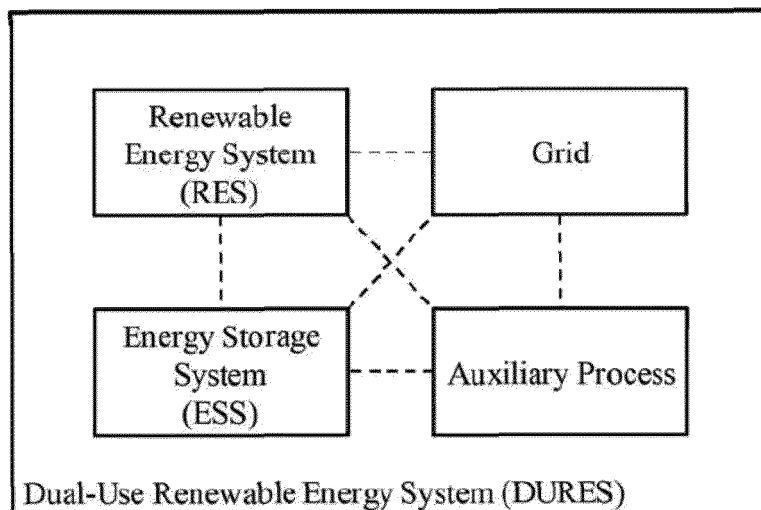 Renewable
Energy System
(RES)
Grid
Energy Storage
System
(ESS)
Auxiliary Process
Dual-Use Renewable Energy System (DURES)